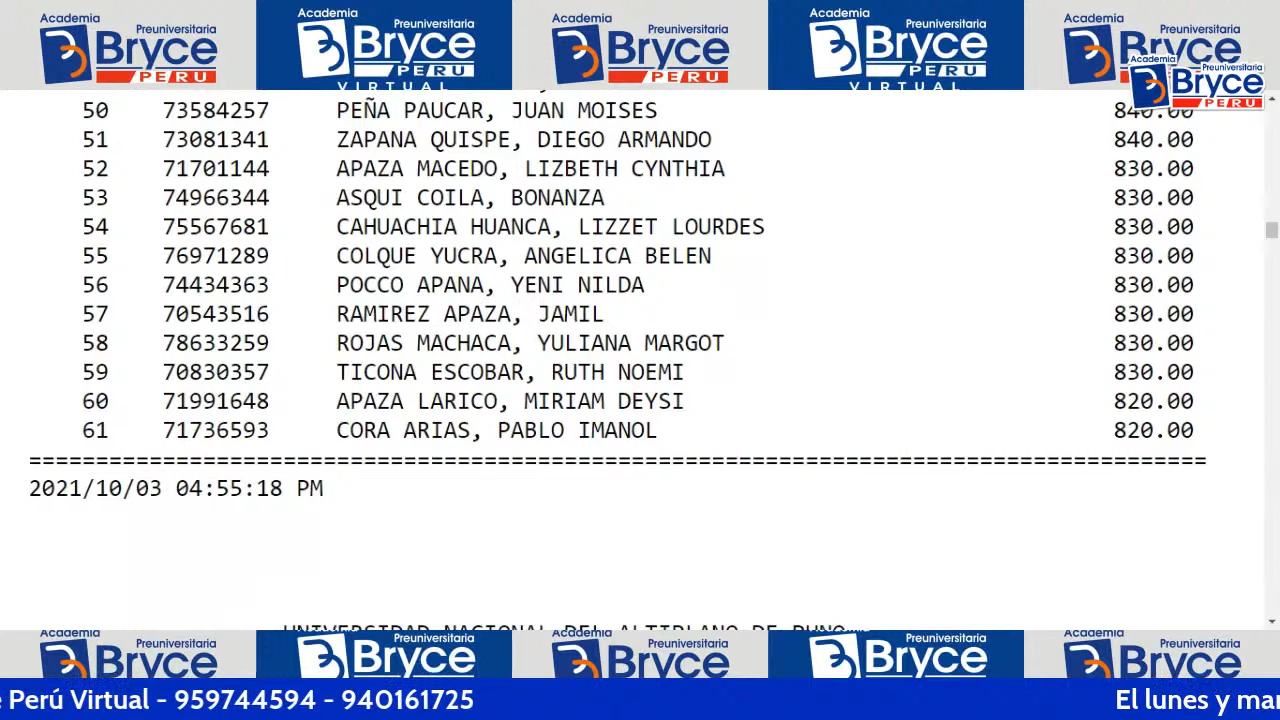 Academia Preuniversitaria Bryce PERU
Academia Preuniversitaria Bryce PERU VIRTUAL
Academia Preuniversitaria Bryce PERU
Academia Preuniversitaria Bryce PERU VIRTUAL
Academia Preuniversitaria Bryce PERU
Academia Preuniversitaria Bryce PERU
50 73584257 PEÑA PAUCAR, JUAN MOISES 840.00
51 73081341 ZAPANA QUISPE, DIEGO ARMANDO 840.00
52 71701144 APAZA MACEDO, LIZBETH CYNTHIA 830.00
53 74966344 ASQUI COILA, BONANZA 830.00
54 75567681 CAHUACHIA HUANCA, LIZZET LOURDES 830.00
55 76971289 COLQUE YUCRA, ANGELICA BELEN 830.00
56 74434363 POCCO APANA, YENI NILDA 830.00
57 70543516 RAMIREZ APAZA, JAMIL 830.00
58 78633259 ROJAS MACHACA, YULIANA MARGOT 830.00
59 70830357 TICONA ESCOBAR, RUTH NOEMI 830.00
60 71991648 APAZA LARICO, MIRIAM DEYSI 820.00
61 71736593 CORA ARIAS, PABLO IMANOL 820.00
========================================================================================
2021/10/03 04:55:18 PM
UNIVERSIDAD NACIONAL DEL ALTIPLANO DE PUNO
Academia Preuniversitaria Bryce
Preuniversitaria Bryce
Academia Preuniversitaria Bryce
Preuniversitaria Bryce
Academia Preuniversitaria Bryce
e Perú Virtual - 959744594 - 940161725 El lunes y mar